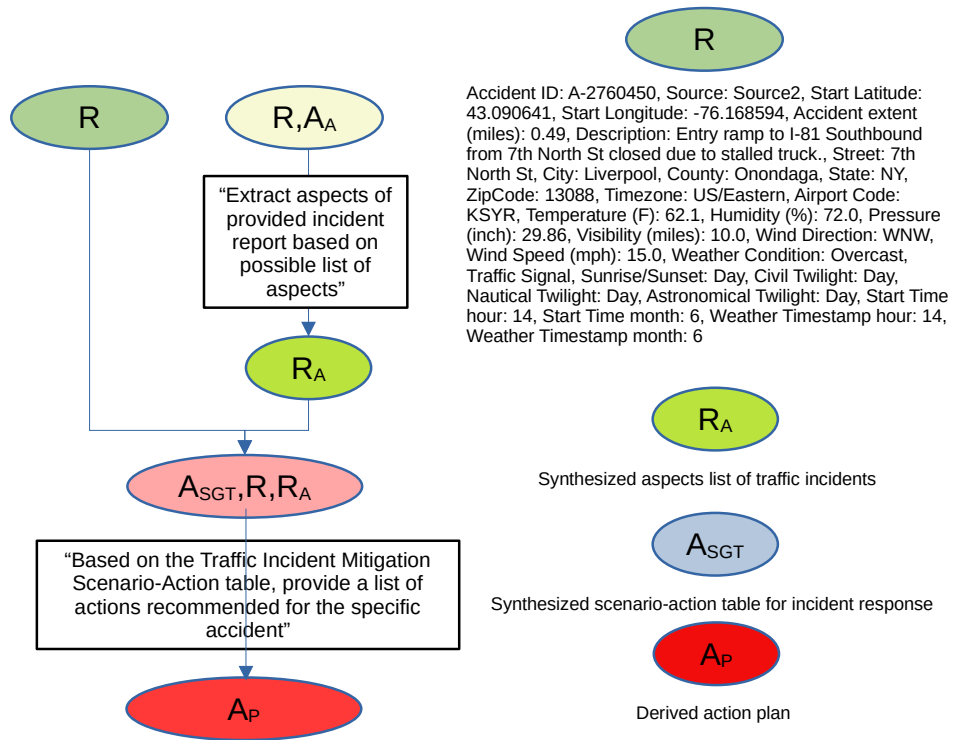 R
R,AA
“Extract aspects of
provided incident
report based on
possible list of
aspects”
RA
ASGT,R,RA
“Based on the Traffic Incident Mitigation
Scenario-Action table, provide a list of
actions recommended for the specific
accident”
AP
R
Accident ID: A-2760450, Source: Source2, Start Latitude:
43.090641, Start Longitude: -76.168594, Accident extent
(miles): 0.49, Description: Entry ramp to I-81 Southbound
from 7th North St closed due to stalled truck., Street: 7th
North St, City: Liverpool, County: Onondaga, State: NY,
ZipCode: 13088, Timezone: US/Eastern, Airport Code:
KSYR, Temperature (F): 62.1, Humidity (%): 72.0, Pressure
(inch): 29.86, Visibility (miles): 10.0, Wind Direction: WNW,
Wind Speed (mph): 15.0, Weather Condition: Overcast,
Traffic Signal, Sunrise/Sunset: Day, Civil Twilight: Day,
Nautical Twilight: Day, Astronomical Twilight: Day, Start Time
hour: 14, Start Time month: 6, Weather Timestamp hour: 14,
Weather Timestamp month: 6
RA
Synthesized aspects list of traffic incidents
ASGT
Synthesized scenario-action table for incident response
AP
Derived action plan